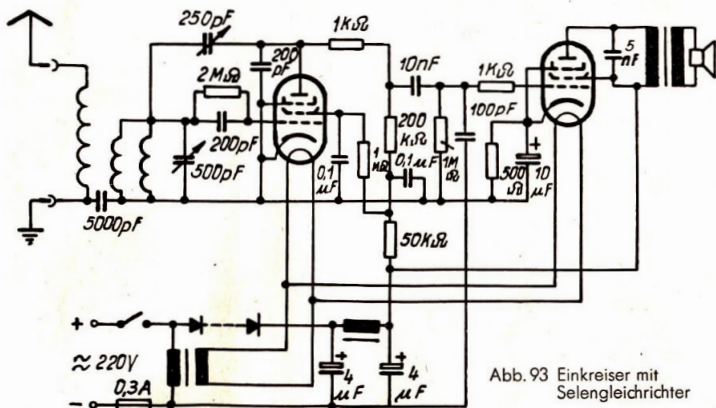 250pF
1kΩ
5
nF
200
pF
10nF
1KΩ
2MΩ
100pF
200pF
200
kΩ
1
MΩ
500pF
0,1
µF
0,1µF
1M
Ω
500
Ω
10
µF
+
5000pF
50KΩ
+
≈ 220V
-
0,3A
+
4
µF
+
4
µF
Abb. 93 Einkreiser mit
Selengleichrichter